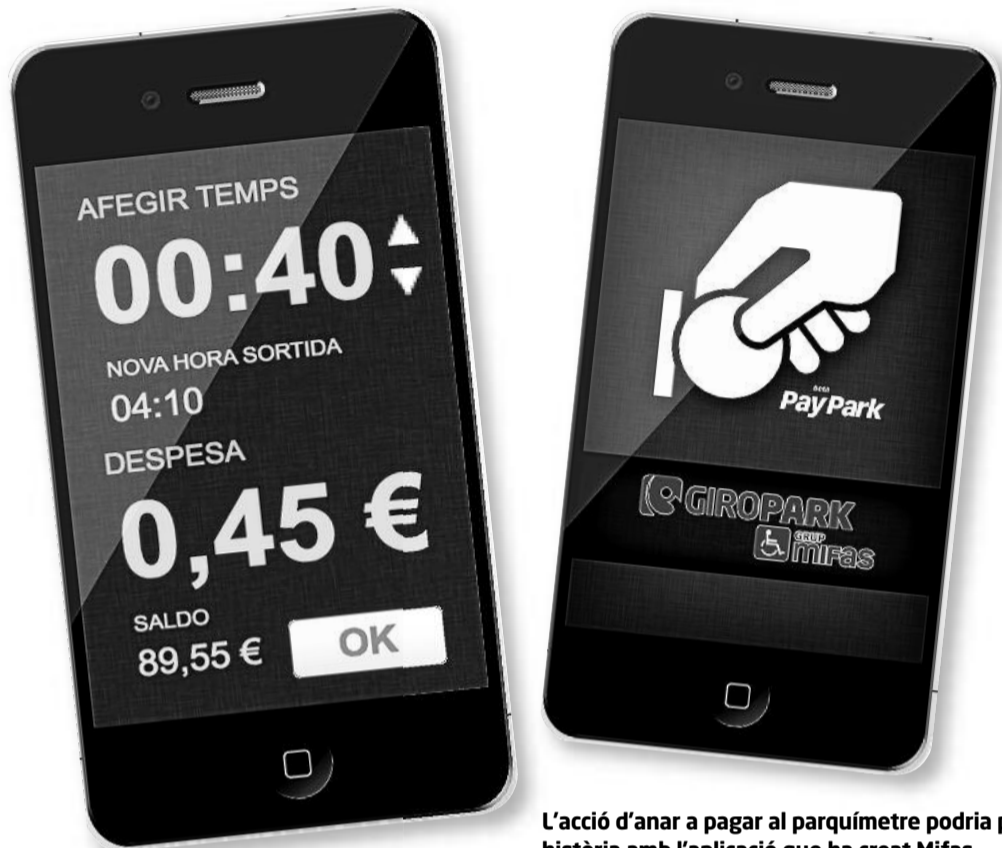 AFEGIR TEMPS
00:40
NOVA HORA SORTIDA
04:10
DESPESA
0,45 €
SALDO
89,55 €
OK
PayPark
GIROPARK
GRUP
mifas
L'acció d'anar a pagar al parquímetre podria p
història amb l'aplicació que ha creat Mifas